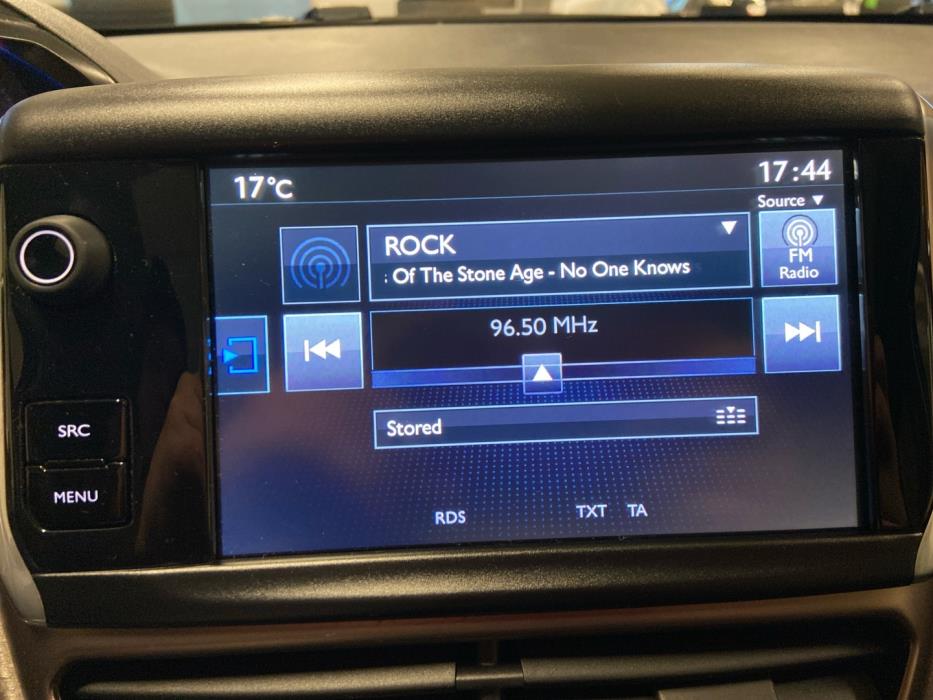 17°C
17:44
Source
ROCK
: Of The Stone Age - No One Knows
FM
Radio
96.50 MHz
Stored
SRC
MENU
RDS TXT TA